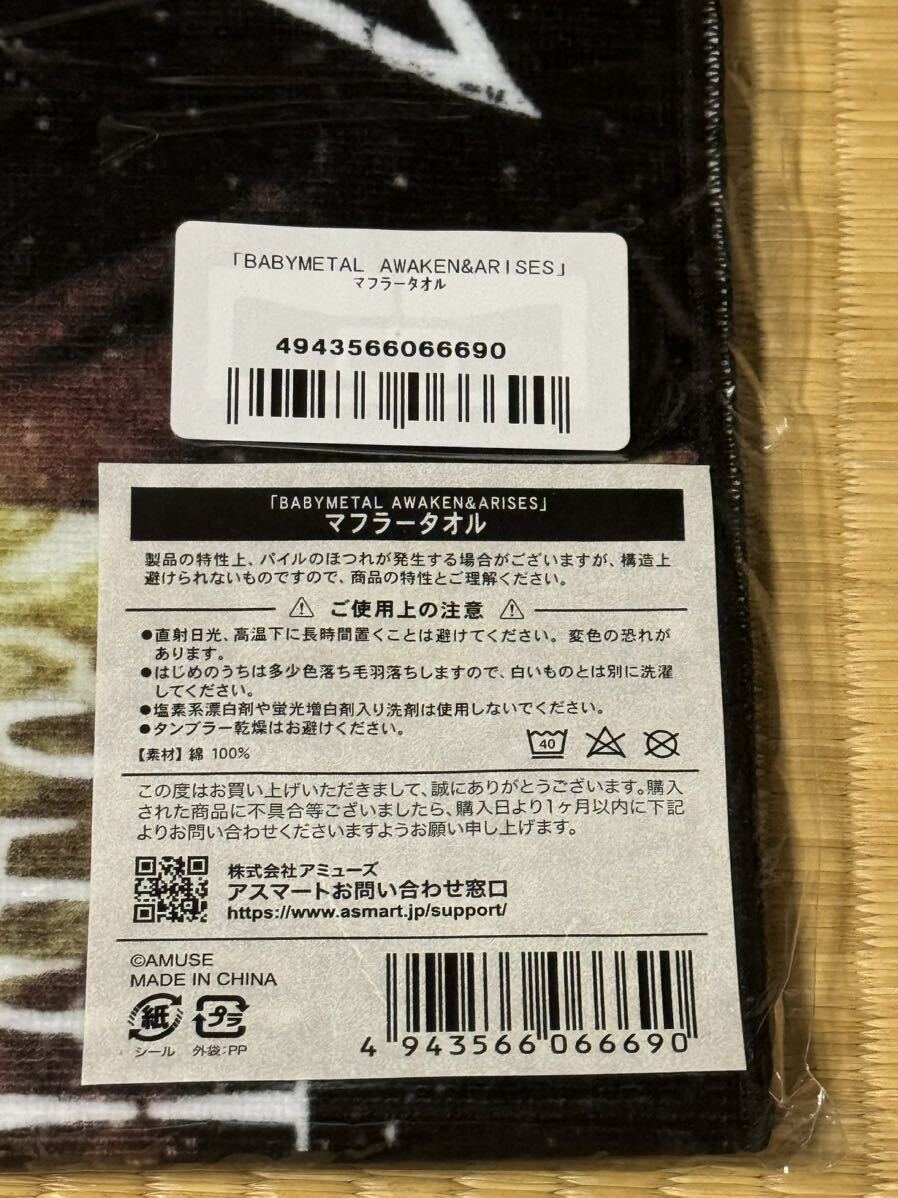 「BABYMETAL AWAKEN&ARISES」
マフラータオル
4943566066690
「BABYMETAL AWAKEN&ARISES」
マフラータオル
製品の特性上、パイルのほつれが発生する場合がございますが、構造上
避けられないものですので、商品の特性とご理解ください。
⚠ ご使用上の注意 ⚠
●直射日光、高温下に長時間置くことは避けてください。変色の恐れが
あります。
●はじめのうちは多少色落ち毛羽落ちしますので、白いものとは別に洗濯
してください。
●塩素系漂白剤や蛍光増白剤入り洗剤は使用しないでください。
●タンブラー乾燥はお避けください。
【素材】綿 100%
40
この度はお買い上げいただきまして、誠にありがとうございます。購入
された商品に不具合等ございましたら、購入日より1ヶ月以内に下記
よりお問い合わせくださいますようお願い申し上げます。
株式会社アミューズ
アスマートお問い合わせ窓口
https://www.asmart.jp/support/
©AMUSE
MADE IN CHINA
紙 プラ
シール 外袋:PP
4 943566 066690